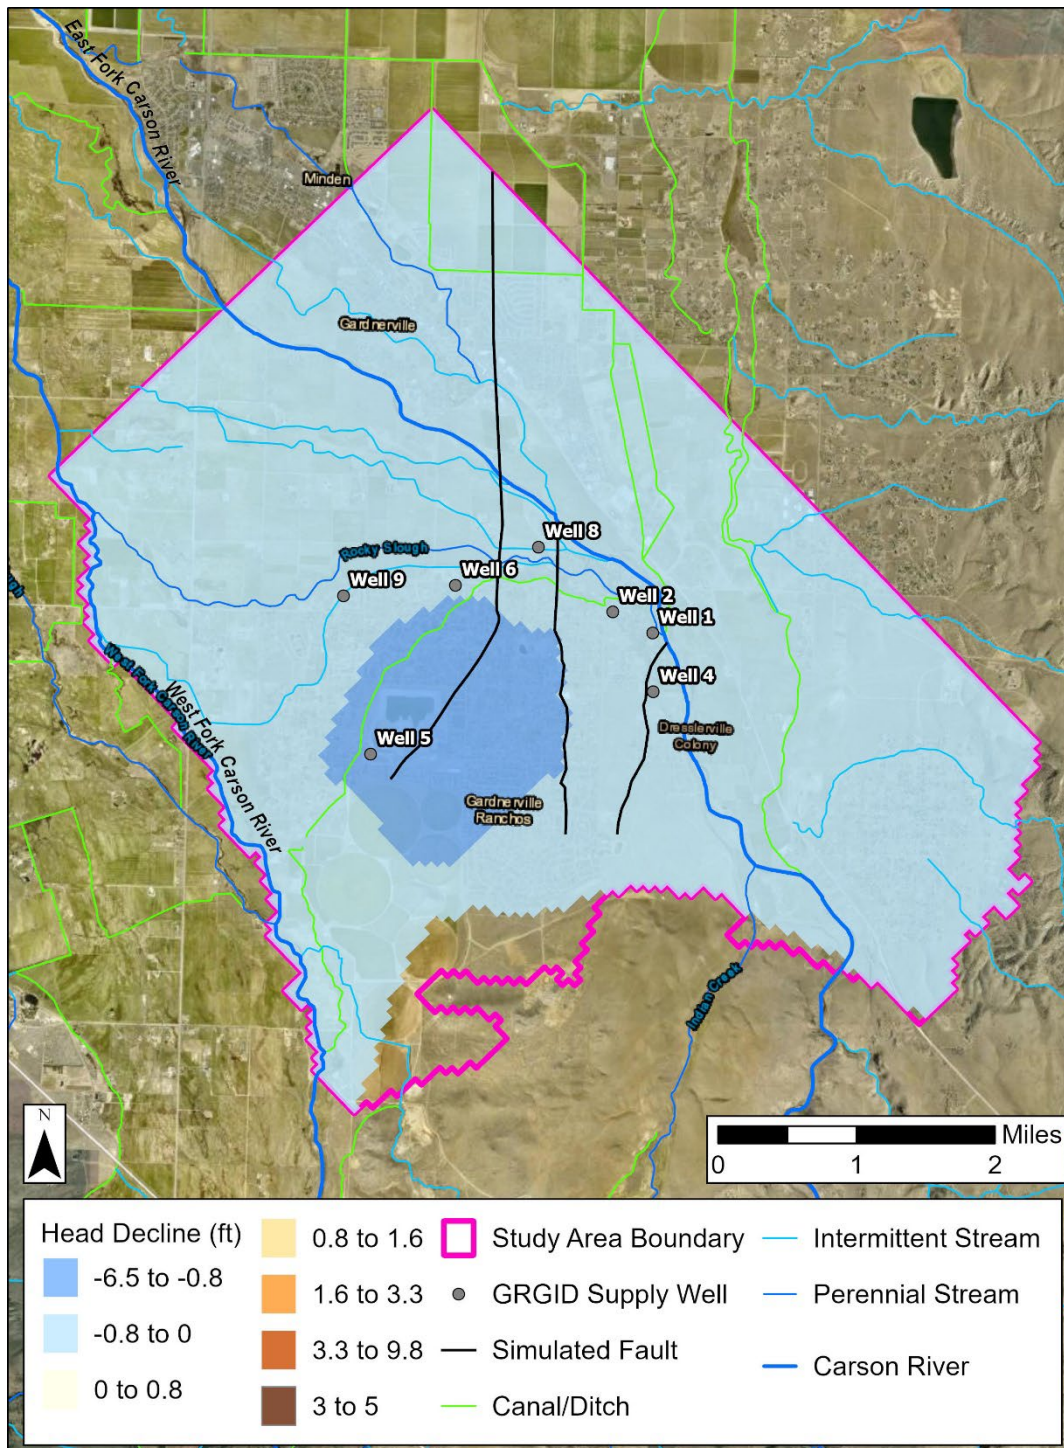 East Fork Carson River
Minden
Gardnerville
Well 8
Rocky Slough
Well 6
Well 9
Well 2
Well 1
Well 4
West Fork Carson River
West Fork Carson River
Dresslerville
Colony
Well 5
Gardnerville
Ranchos
Indian Creek
N
Miles
0 1 2
Head Decline (ft)
-6.5 to -0.8
-0.8 to 0
0 to 0.8
0.8 to 1.6
1.6 to 3.3
3.3 to 9.8
3 to 5
Study Area Boundary
GRGID Supply Well
Simulated Fault
Canal/Ditch
Intermittent Stream
Perennial Stream
Carson River